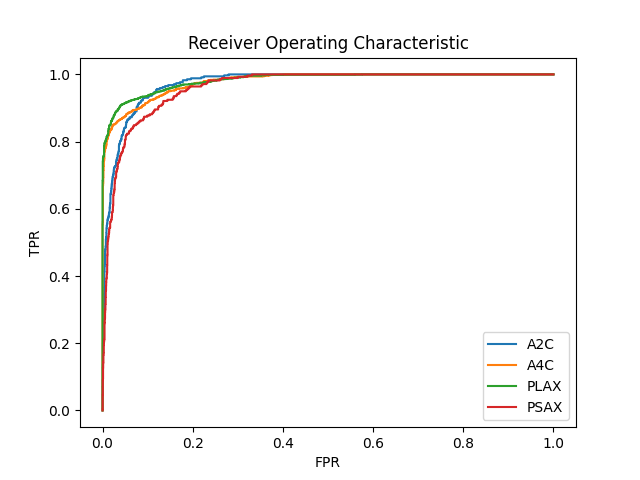 Receiver Operating Characteristic
1.0
0.8
0.6
0.4
0.2
0.0
TPR
A2C
A4C
PLAX
PSAX
0.0 0.2 0.4 0.6 0.8 1.0
FPR